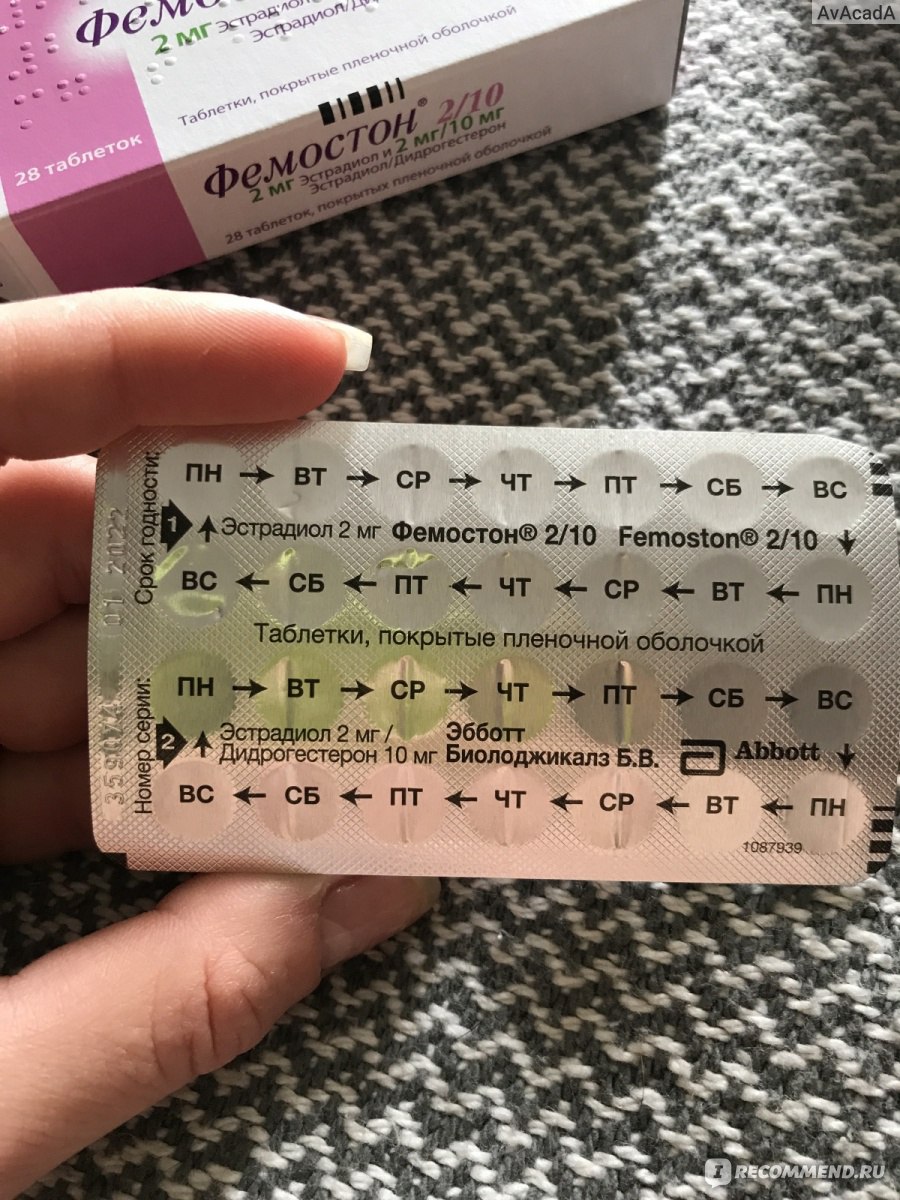 AvAcadA
Фемо
2 мг Эстрадиол
Эстрадиол/Ди
Таблетки, покрытые пленочной оболочкой
28 таблеток
Фемостон® 2/10
2 мг Эстрадиол и 2 мг/10 мг
Эстрадиол/Дидрогестерон
28 таблеток, покрытых пленочной оболочкой
ПН → ВТ → СР → ЧТ → ПТ → СБ → ВС
Срок годности:
01 2022
1 ↑ Эстрадиол 2 мг Фемостон® 2/10 Femoston® 2/10 ↓
ВС ← СБ ← ПТ ← ЧТ ← СР ← ВТ ← ПН
Таблетки, покрытые пленочной оболочкой
ПН → ВТ → СР → ЧТ → ПТ → СБ → ВС
Номер серии:
2 ↑ Эстрадиол 2 мг / Эбботт
Дидрогестерон 10 мг Биолоджикалз Б.В. Abbott ↓
ВС ← СБ ← ПТ ← ЧТ ← СР ← ВТ ← ПН
1087939
RECOMMEND.RU